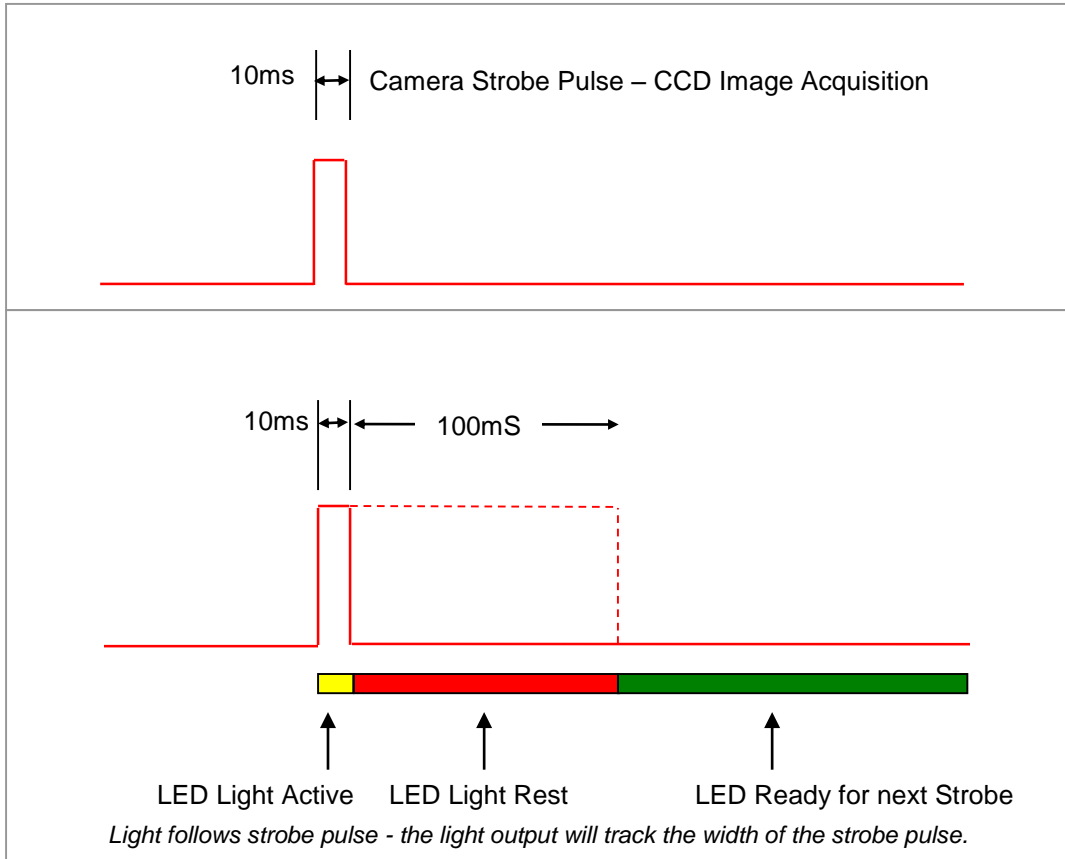 10ms Camera Strobe Pulse – CCD Image Acquisition
10ms 100mS
LED Light Active LED Light Rest LED Ready for next Strobe
Light follows strobe pulse - the light output will track the width of the strobe pulse.